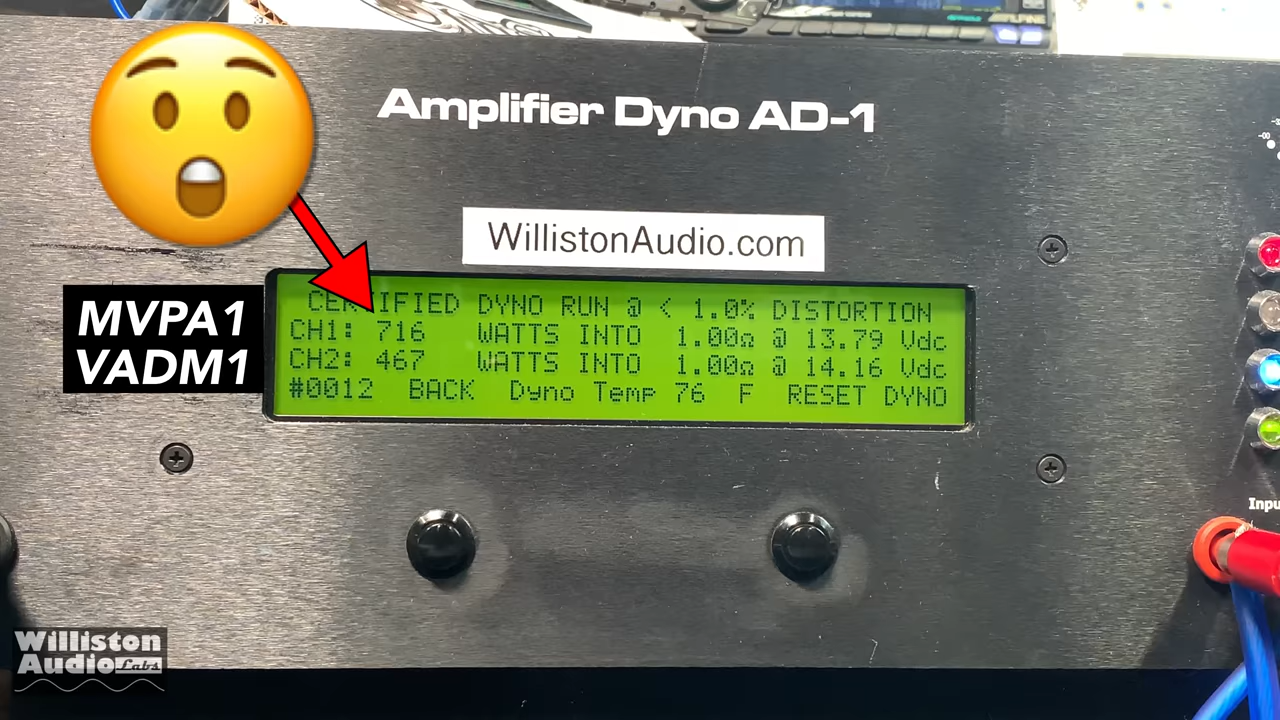 ALPINE
Amplifier Dyno AD-1
WillistonAudio.com
MVPA1
VADM1
CERTIFIED DYNO RUN @ < 1.0% DISTORTION
CH1: 716 WATTS INTO 1.00Ω @ 13.79 Vdc
CH2: 467 WATTS INTO 1.00Ω @ 14.16 Vdc
#0012 BACK Dyno Temp 76 F RESET DYNO
Williston
Audio Labs